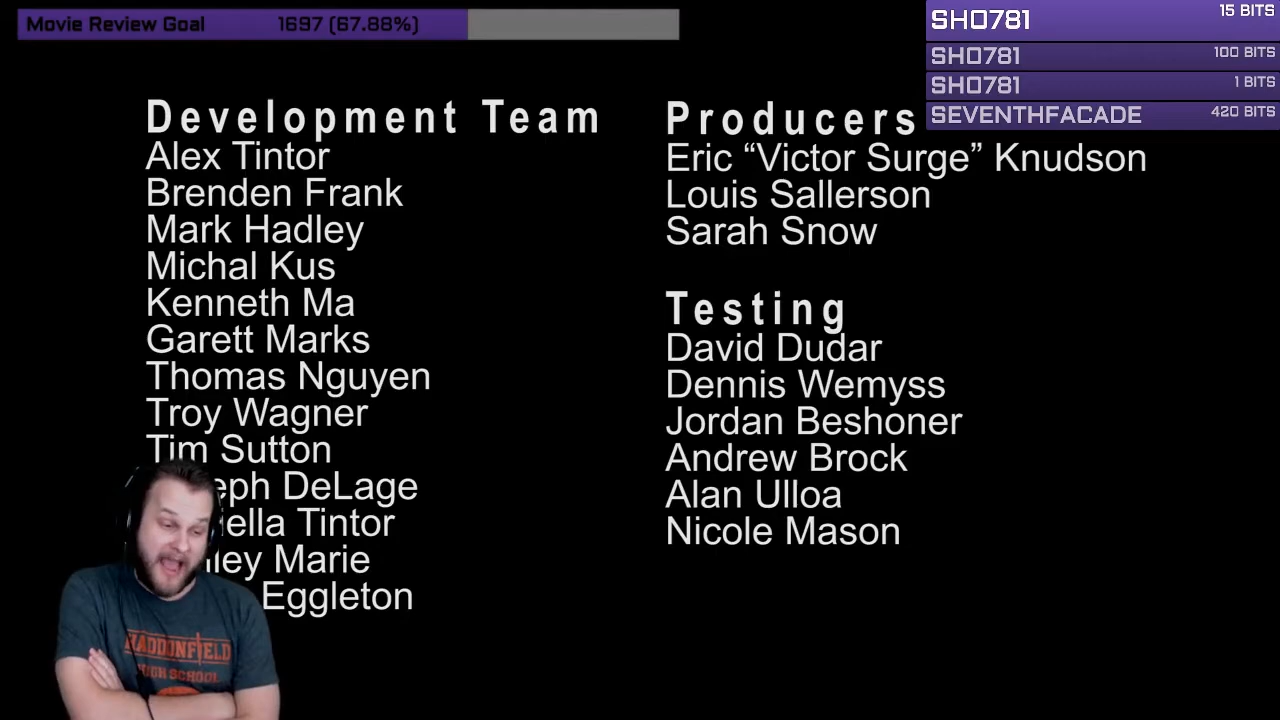 Movie Review Goal 1697 (67.88%)
SHO781 15 BITS
SHO781 100 BITS
SHO781 1 BITS
SEVENTHFACADE 420 BITS
Development Team
Alex Tintor
Brenden Frank
Mark Hadley
Michal Kus
Kenneth Ma
Garett Marks
Thomas Nguyen
Troy Wagner
Tim Sutton
DeLage
Tintor
Marie
Eggleton
Producers
Eric “Victor Surge” Knudson
Louis Sallerson
Sarah Snow
Testing
David Dudar
Dennis Wemyss
Jordan Beshoner
Andrew Brock
Alan Ulloa
Nicole Mason
HADDONFIELD
HIGH SCHOOL